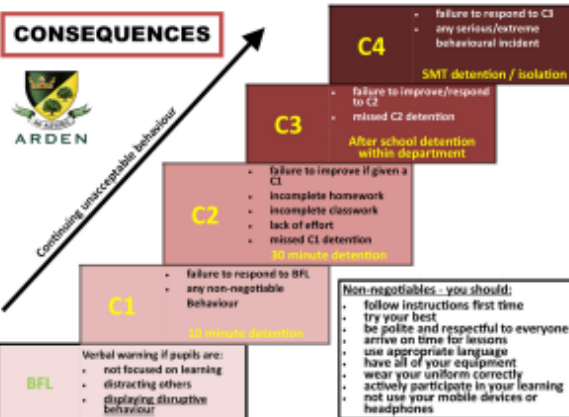 CONSEQUENCES
ARDEN
Continuing unacceptable behaviour
C4
failure to respond to C3
any serious/extreme
behavioural incident
SMT detention / isolation
C3
failure to improve/respond
to C2
missed C2 detention
After school detention
within department
C2
failure to improve if given a
C1
incomplete homework
incomplete classwork
lack of effort
missed C1 detention
30 minute detention
C1
failure to respond to BFL
any non-negotiable
Behaviour
10 minute detention
BFL
Verbal warning if pupils are:
not focused on learning
distracting others
displaying disruptive
behaviour
Non-negotiables - you should:
follow instructions first time
try your best
be polite and respectful to everyone
arrive on time for lessons
use appropriate language
have all of your equipment
wear your uniform correctly
actively participate in your learning
not use your mobile devices or
headphones